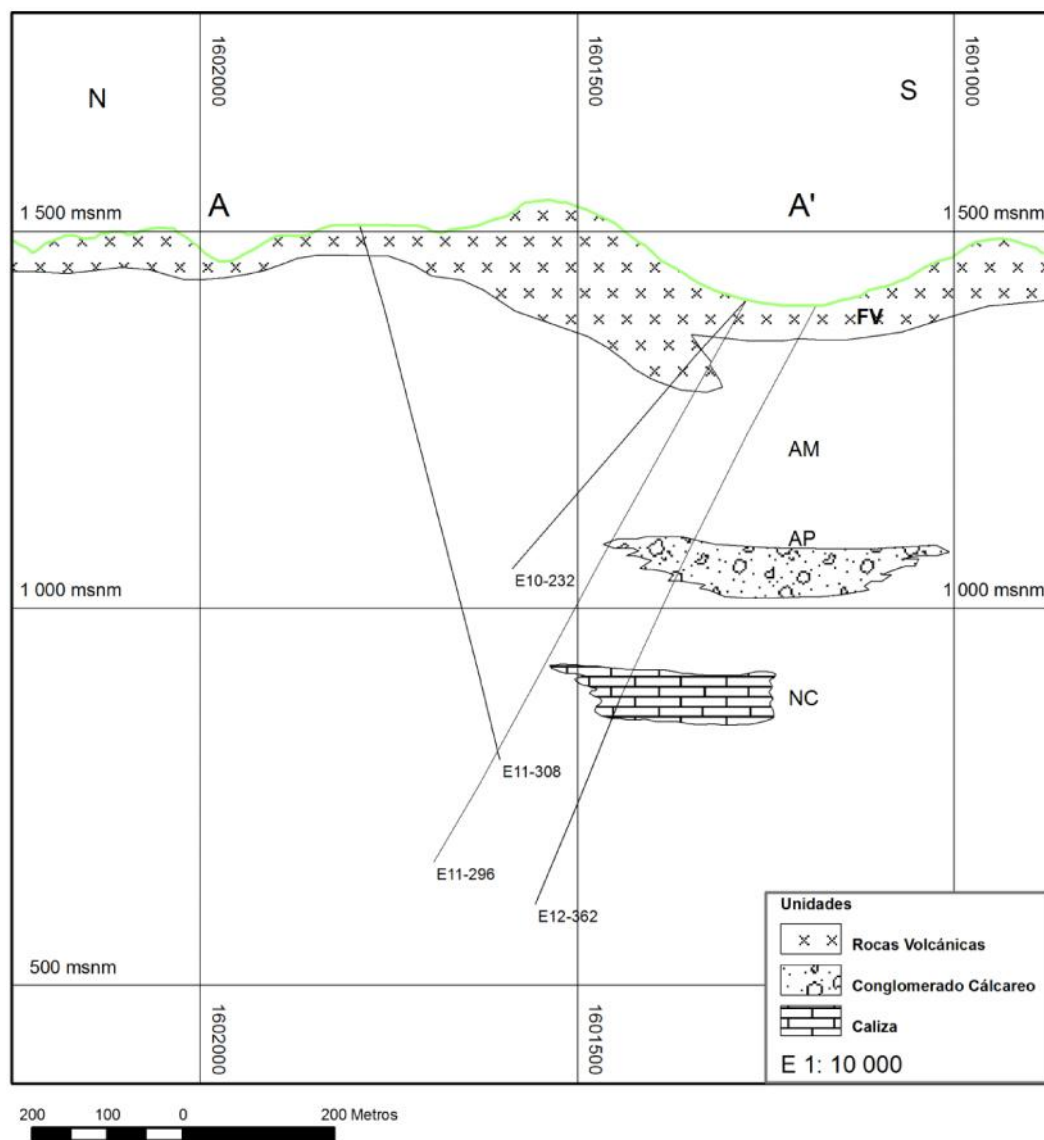 1602000
1601500
1601000
N
S
A
A'
1 500 msnm
1 500 msnm
FV
AM
AP
E10-232
1 000 msnm
1 000 msnm
NC
E11-308
E11-296
E12-362
500 msnm
1602000
1601500
Unidades
Rocas Volcánicas
Conglomerado Cálcareo
Caliza
E 1: 10 000
200 100 0 200 Metros